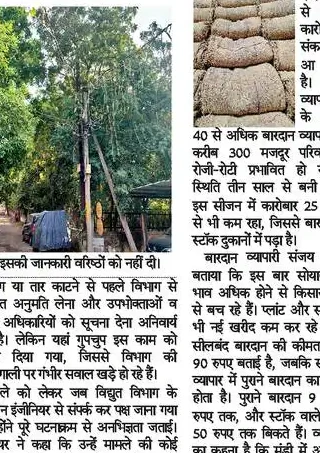 इसकी जानकारी वरिष्ठों को नहीं दी।
या तार काटने से पहले विभाग से
अनुमति लेना और उपभोक्ताओं व
अधिकारियों को सूचना देना अनिवार्य
है। लेकिन यहां गुपचुप इस काम को
दिया गया, जिससे विभाग की
पर गंभीर सवाल खड़े हो रहे हैं।
को लेकर जब विद्युत विभाग के
इंजीनियर से संपर्क कर पक्ष जाना गया
पूरे घटनाक्रम से अनभिज्ञता जताई।
ने कहा कि उन्हें मामले की कोई
से
आ
है।
के
40 से अधिक बारदान
करीब 300 मजदूर
रोजी-रोटी प्रभावित हो
स्थिति तीन साल से बनी
इस सीजन में कारोबार 25
से भी कम रहा, जिससे
स्टॉक दुकानों में पड़ा है।
बारदान व्यापारी संजय
बताया कि इस बार
भाव अधिक होने से
से बच रहे हैं। प्लांट और
भी नई खरीद कम कर रहे
सीलबंद बारदान की कीमत
90 रुपए बताई है, जबकि
व्यापार में पुराने बारदान का
होता है। पुराने बारदान 9
रुपए तक, और स्टॉक वाले
50 रुपए तक बिकते हैं।
का कहना है कि मंडी में